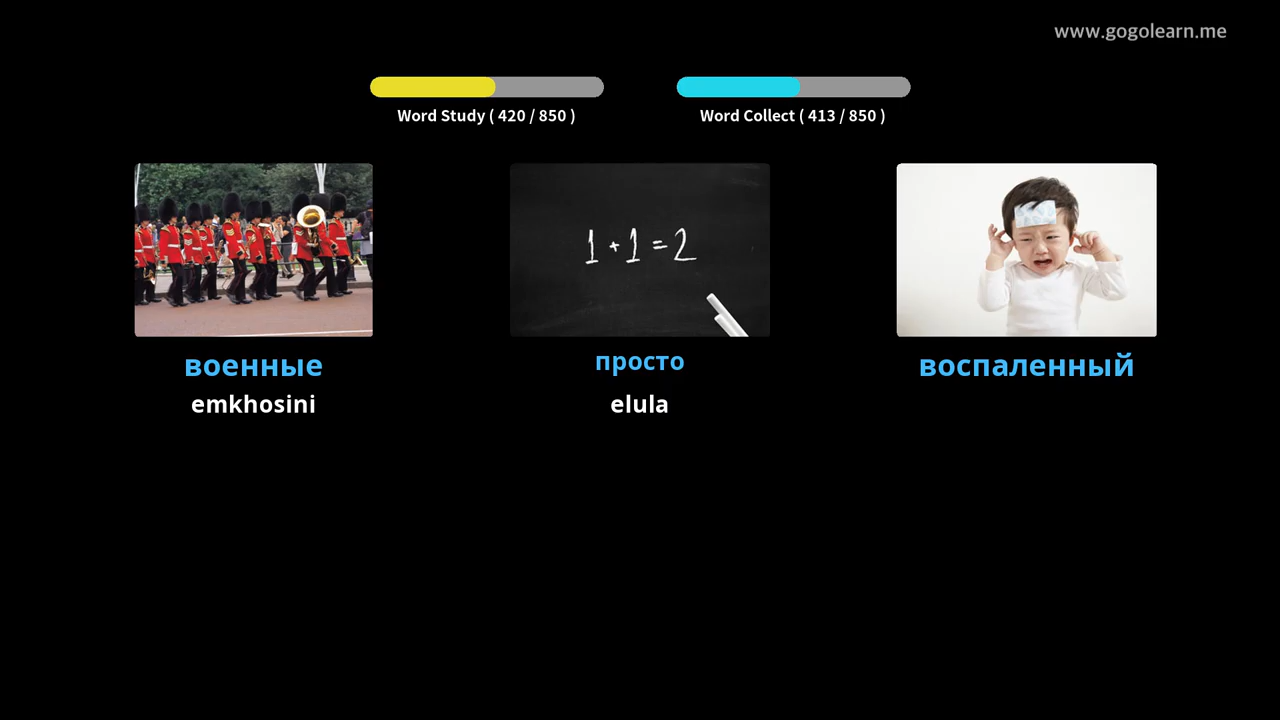 www.gogolearn.me
Word Study ( 420 / 850 )
Word Collect ( 413 / 850 )
1 + 1 = 2
военные
просто
воспаленный
emkhosini
elula